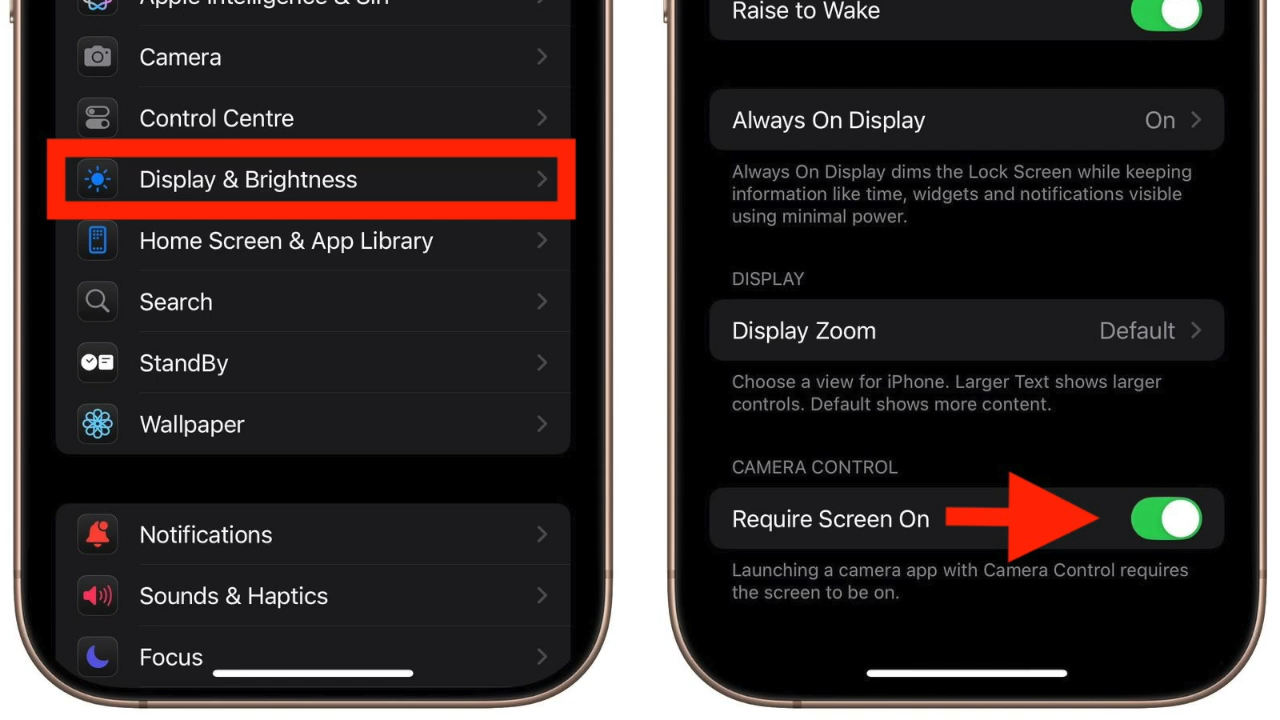 Apple Intelligence & Siri
Camera
Control Centre
Display & Brightness
Home Screen & App Library
Search
StandBy
Wallpaper
Notifications
Sounds & Haptics
Focus
Raise to Wake
Always On Display On
Always On Display dims the Lock Screen while keeping
information like time, widgets and notifications visible
using minimal power.
DISPLAY
Display Zoom Default
Choose a view for iPhone. Larger Text shows larger
controls. Default shows more content.
CAMERA CONTROL
Require Screen On
Launching a camera app with Camera Control requires
the screen to be on.